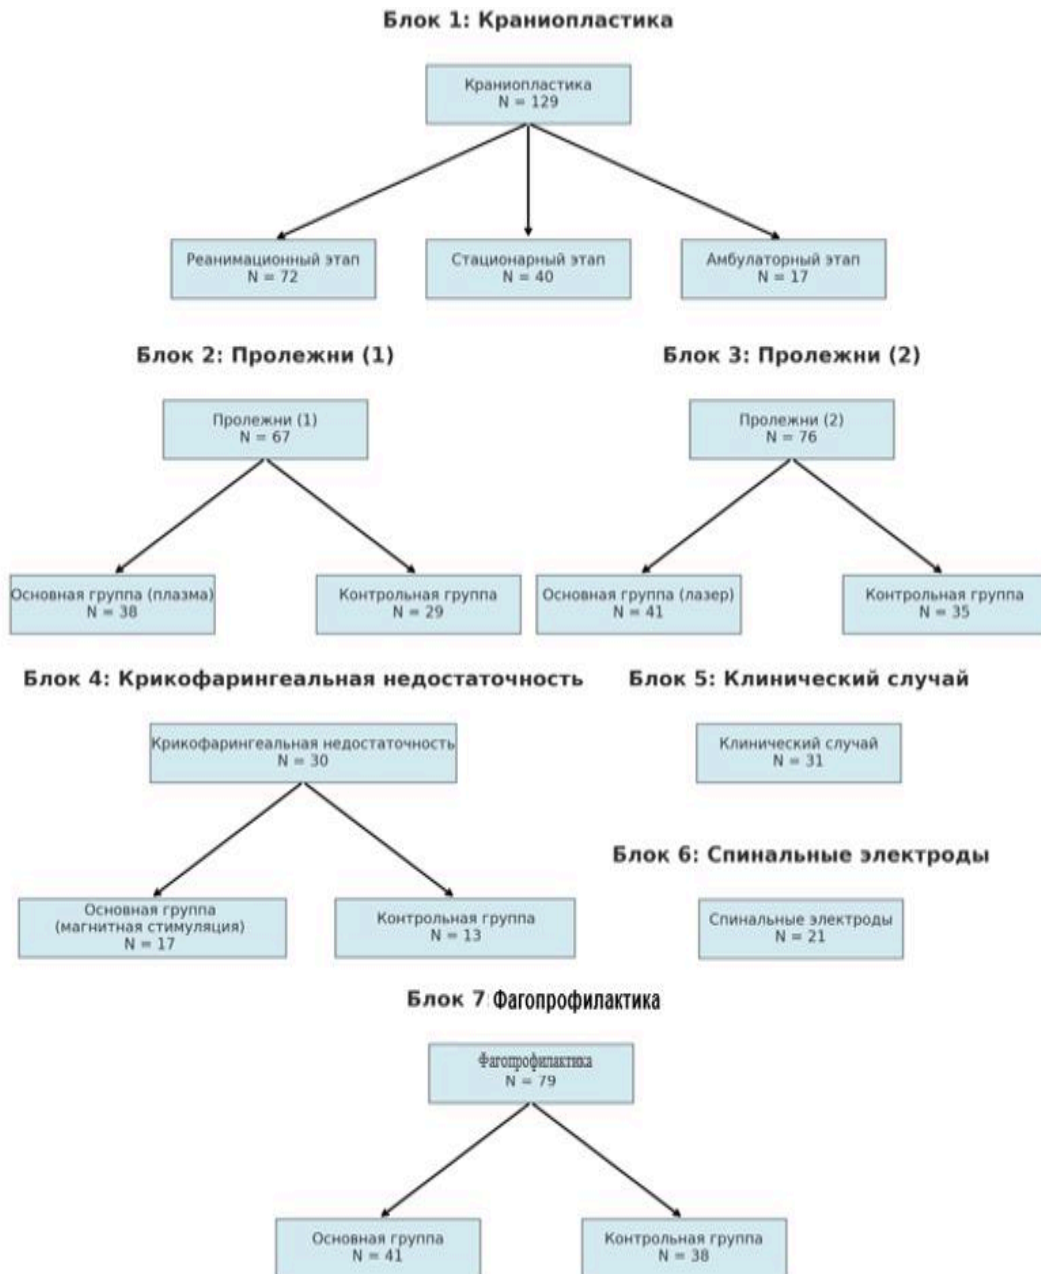 Блок 1: Краниопластика
Краниопластика
N = 129
Реанимационный этап
N = 72
Стационарный этап
N = 40
Амбулаторный этап
N = 17
Блок 2: Пролежни (1)
Блок 3: Пролежни (2)
Пролежни (1)
N = 67
Пролежни (2)
N = 76
Основная группа (плазма)
N = 38
Контрольная группа
N = 29
Основная группа (лазер)
N = 41
Контрольная группа
N = 35
Блок 4: Крикофарингеальная недостаточность
Блок 5: Клинический случай
Крикофарингеальная недостаточность
N = 30
Клинический случай
N = 31
Блок 6: Спинальные электроды
Основная группа
(магнитная стимуляция)
N = 17
Контрольная группа
N = 13
Спинальные электроды
N = 21
Блок 7 Фагопрофилактика
Фагопрофилактика
N = 79
Основная группа
N = 41
Контрольная группа
N = 38